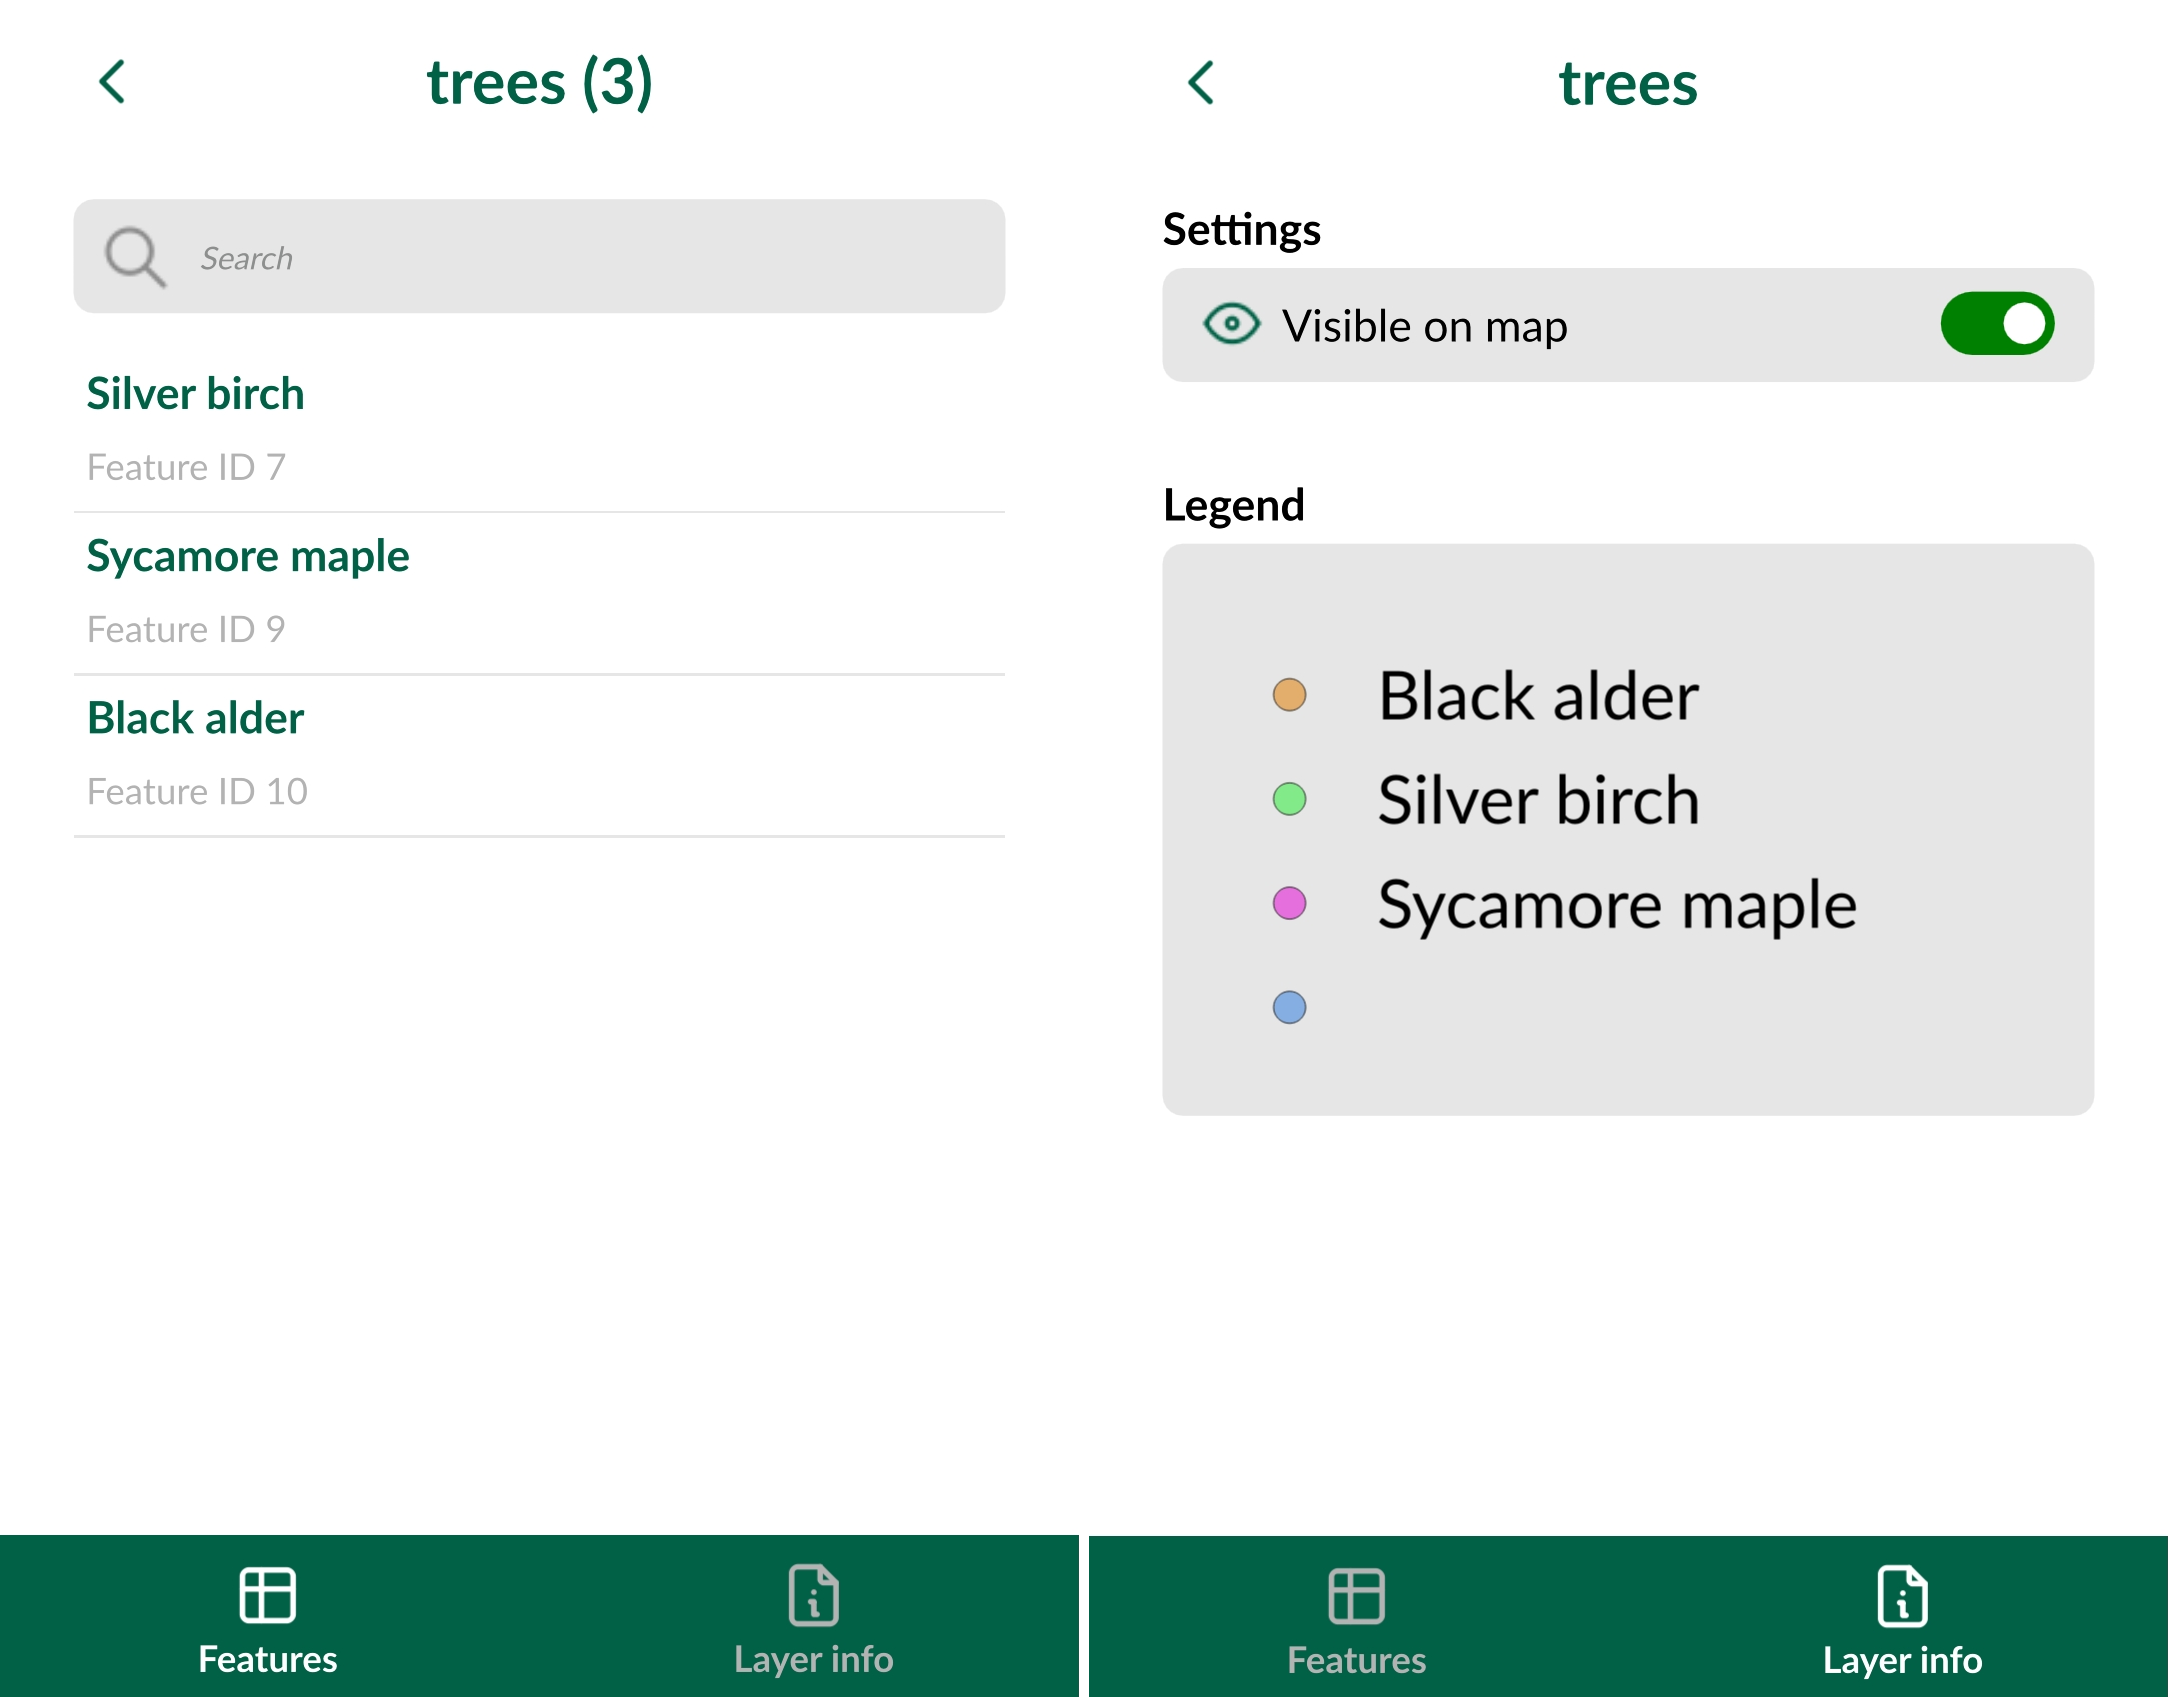 trees (3)
Search
Silver birch
Feature ID 7
Sycamore maple
Feature ID 9
Black alder
Feature ID 10
Features
Layer info
trees
Settings
Visible on map
Legend
Black alder
Silver birch
Sycamore maple
Features
Layer info